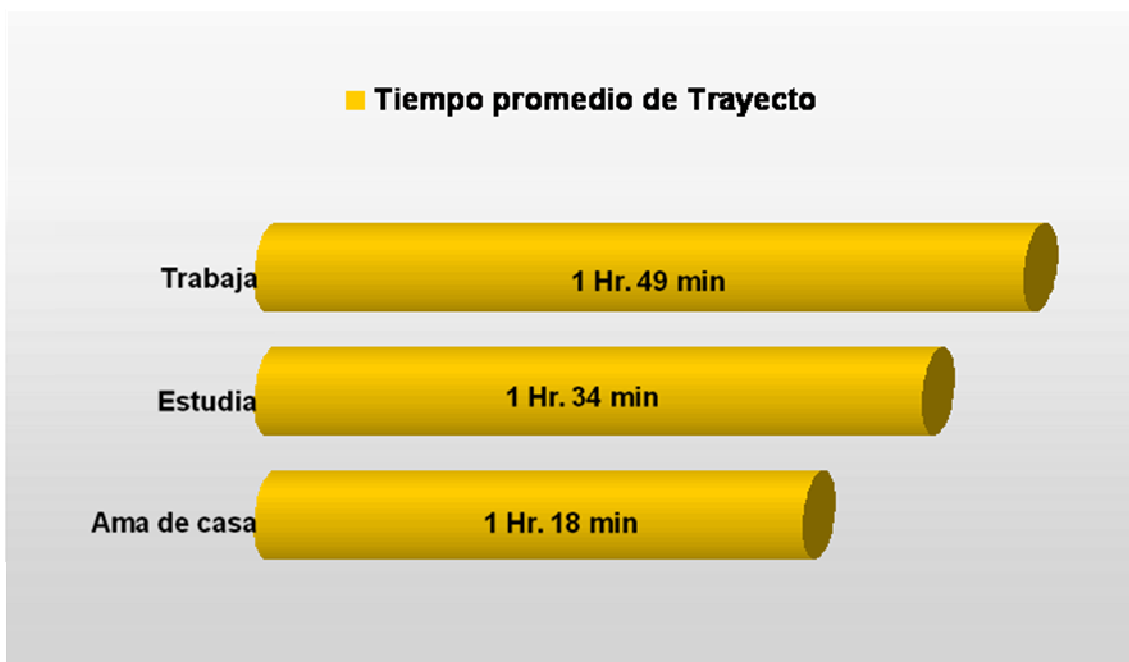 Tiempo promedio de Trayecto
Trabaja
1 Hr. 49 min
Estudia
1 Hr. 34 min
Ama de casa
1 Hr. 18 min